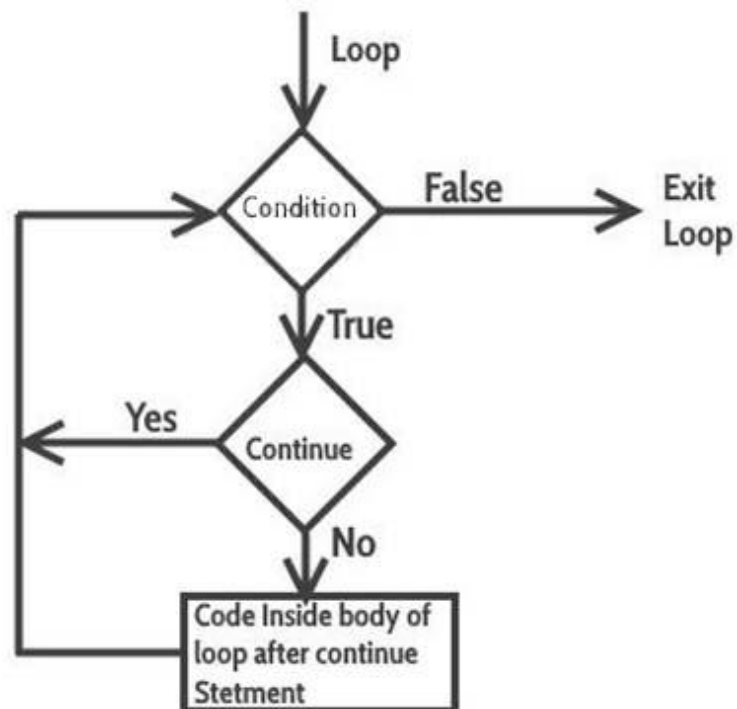 Loop
Condition
False
Exit
Loop
True
Yes
Continue
No
Code Inside body of
loop after continue
Stetment